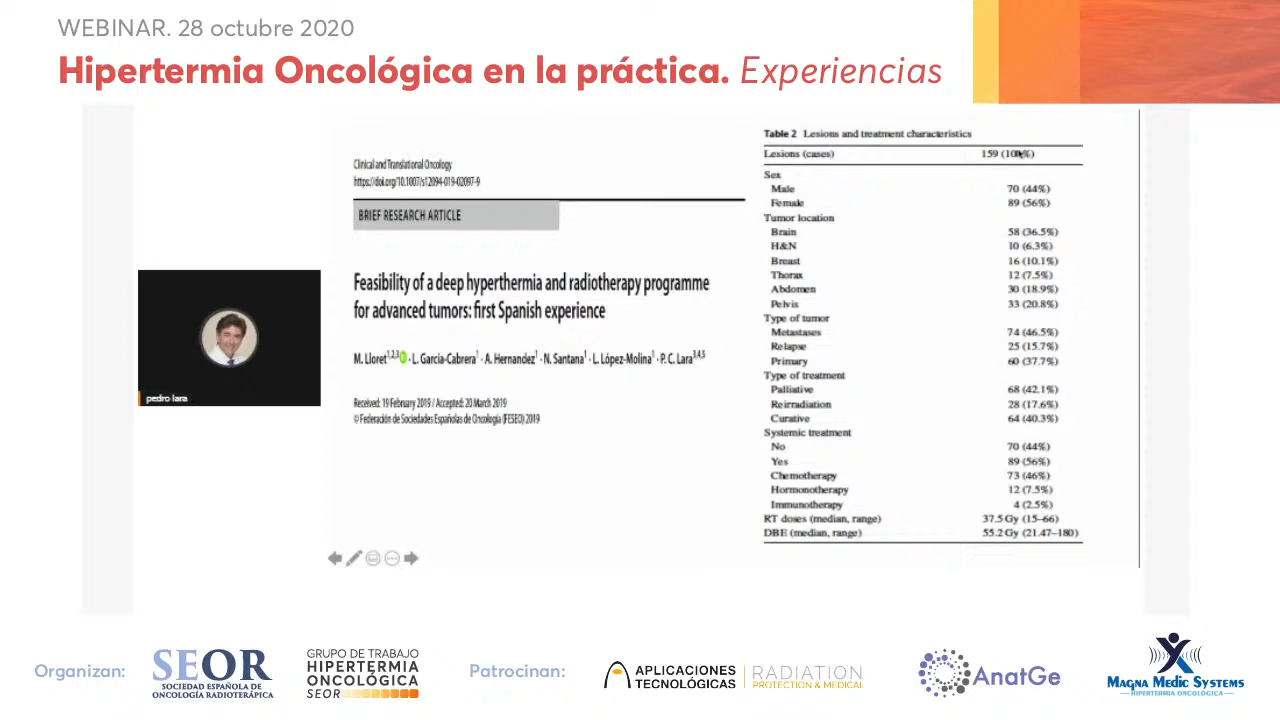 WEBINAR. 28 octubre 2020
Hipertermia Oncológica en la práctica. Experiencias
Clinical and Translational Oncology
https://doi.org/10.1007/s12094-019-02097-9
BRIEF RESEARCH ARTICLE
Feasibility of a deep hyperthermia and radiotherapy programme
for advanced tumors: first Spanish experience
M. Lloret1,2,3 · L. García-Cabrera1 · A. Hernandez1 · N. Santana1 · L. López-Molina1 · P. C. Lara3,4,5
Received: 19 February 2019 / Accepted: 20 March 2019
© Federación de Sociedades Españolas de Oncología (FESEO) 2019
pedro lara
Table 2 Lesions and treatment characteristics
Lesions (cases) 159 (100%)
Sex
Male 70 (44%)
Female 89 (56%)
Tumor location
Brain 58 (36.5%)
H&N 10 (6.3%)
Breast 16 (10.1%)
Thorax 12 (7.5%)
Abdomen 30 (18.9%)
Pelvis 33 (20.8%)
Type of tumor
Metastases 74 (46.5%)
Relapse 25 (15.7%)
Primary 60 (37.7%)
Type of treatment
Palliative 68 (42.1%)
Reirradiation 28 (17.6%)
Curative 64 (40.3%)
Systemic treatment
No 70 (44%)
Yes 89 (56%)
Chemotherapy 73 (46%)
Hormonotherapy 12 (7.5%)
Immunotherapy 4 (2.5%)
RT doses (median, range) 37.5 Gy (15–66)
DBE (median, range) 55.2 Gy (21.47–180)
Organizan:
SEOR
SOCIEDAD ESPAÑOLA DE
ONCOLOGÍA RADIOTERÁPICA
GRUPO DE TRABAJO
HIPERTERMIA
ONCOLÓGICA
SEOR
Patrocinan:
APLICACIONES
TECNOLÓGICAS
RADIATION
PROTECTION & MEDICAL
AnatGe
MAGNA MEDIC SYSTEMS
HIPERTERMIA ONCOLÓGICA